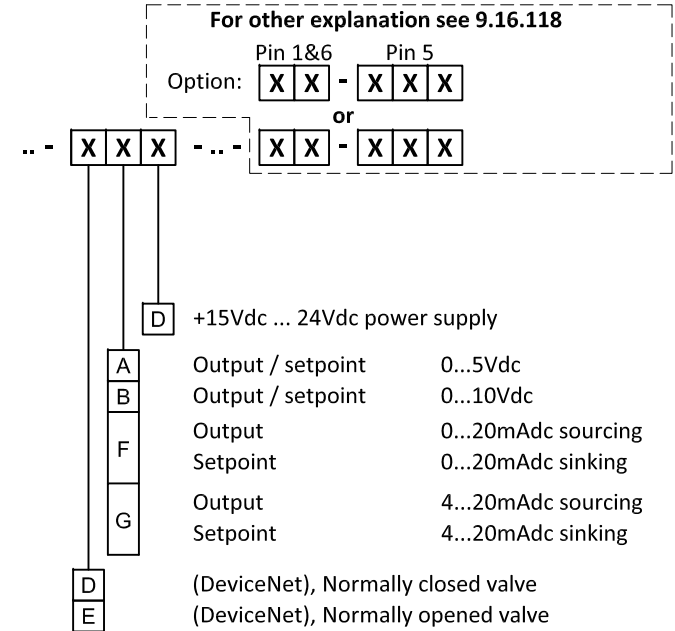 For other explanation see 9.16.118
Pin 1&6 Pin 5
Option: X X - X X X
or
.. - X X X - .. - X X - X X X
D +15Vdc ... 24Vdc power supply
A Output / setpoint 0...5Vdc
B Output / setpoint 0...10Vdc
F Output 0...20mAdc sourcing
Setpoint 0...20mAdc sinking
G Output 4...20mAdc sourcing
Setpoint 4...20mAdc sinking
D (DeviceNet), Normally closed valve
E (DeviceNet), Normally opened valve